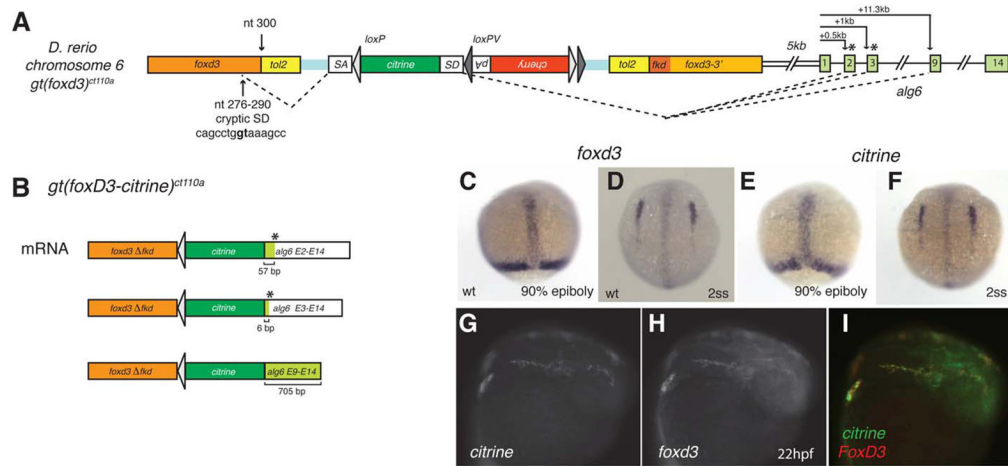 A
D. rerio
chromosome 6
gt(foxd3)ct110a
nt 300
foxd3
tol2
SA
loxP
citrine
SD
loxPV
pA
cherry
tol2
fkd
foxd3-3'
5kb
+11.3kb
+1kb
+0.5kb
* *
1
2
3
9
14
alg6
nt 276-290
cryptic SD
cagcctggtaaagcc
B
gt(foxD3-citrine)ct110a
mRNA
foxd3 Δfkd
citrine
*
alg6 E2-E14
57 bp
foxd3 Δfkd
citrine
*
alg6 E3-E14
6 bp
foxd3 Δfkd
citrine
alg6 E9-E14
705 bp
foxd3
citrine
C
wt
90% epiboly
D
wt
2ss
E
90% epiboly
F
2ss
G
citrine
H
foxd3
22hpf
I
citrine
FoxD3